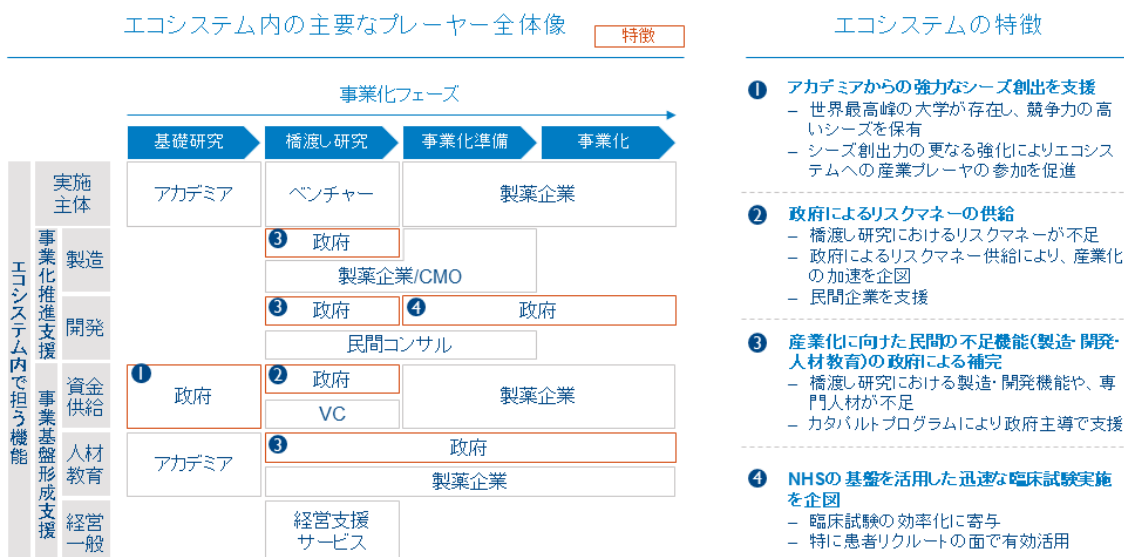 エコシステム内の主要なプレーヤー全体像
特徴
事業化フェーズ
基礎研究
橋渡し研究
事業化準備
事業化
エコシステム内で担う機能
実施
主体
アカデミア
ベンチャー
製薬企業
事業化推進支援
製造
❸
政府
製薬企業/CMO
開発
❸
政府
❹
政府
民間コンサル
事業基盤形成支援
資金
供給
❶
政府
❷
政府
VC
製薬企業
人材
教育
アカデミア
❸
政府
製薬企業
経営
一般
経営支援
サービス
エコシステムの特徴
❶ アカデミアからの強力なシーズ創出を支援
– 世界最高峰の大学が存在し、競争力の高
いシーズを保有
– シーズ創出力の更なる強化によりエコシス
テムへの産業プレーヤの参加を促進
❷ 政府によるリスクマネーの供給
– 橋渡し研究におけるリスクマネーが不足
– 政府によるリスクマネー供給により、産業化
の加速を企図
– 民間企業を支援
❸ 産業化に向けた民間の不足機能(製造・開発・
人材教育)の政府による補完
– 橋渡し研究における製造・開発機能や、専
門人材が不足
– カタパルトプログラムにより政府主導で支援
❹ NHSの基盤を活用した迅速な臨床試験実施
を企図
– 臨床試験の効率化に寄与
– 特に患者リクルートの面で有効活用